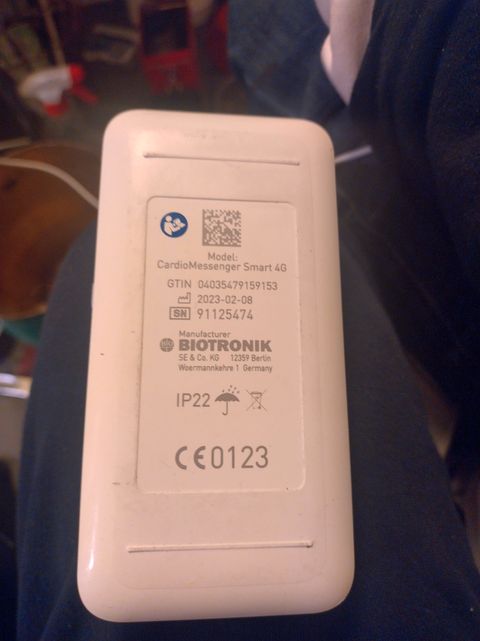 Model:
CardioMessenger Smart 4G
GTIN 04035479159153
2023-02-08
SN 91125474
Manufacturer
BIOTRONIK
SE & Co. KG 12359 Berlin
Woermannkehre 1 Germany
IP22
CE0123